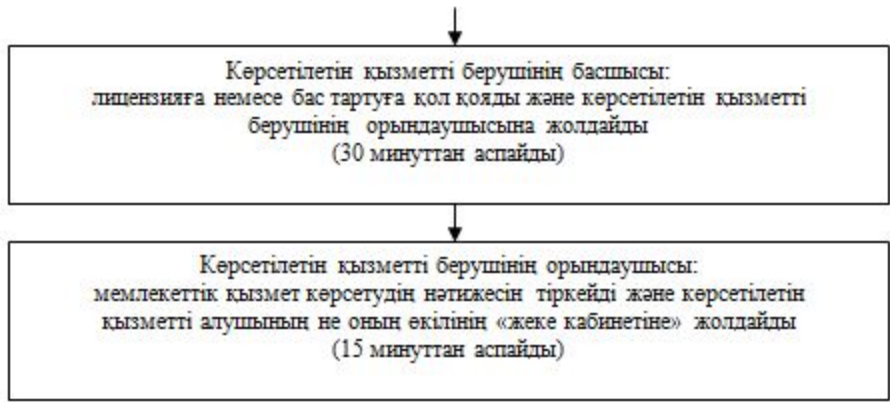 Көрсетілетін қызметті берушінің басшысы:
лицензияға немесе бас тартуға қол қояды және көрсетілетін қызметті
берушінің орындаушысына жолдайды
(30 минуттан аспайды)
Көрсетілетін қызметті берушінің орындаушысы:
мемлекеттік қызмет көрсетудің нәтижесін тіркейді және көрсетілетін
қызметті алушының не оның өкілінің «жеке кабинетіне» жолдайды
(15 минуттан аспайды)